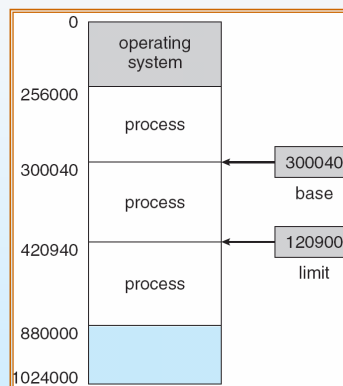 0
operating
system
256000
process
300040
300040
base
process
420940
120900
limit
process
880000
1024000